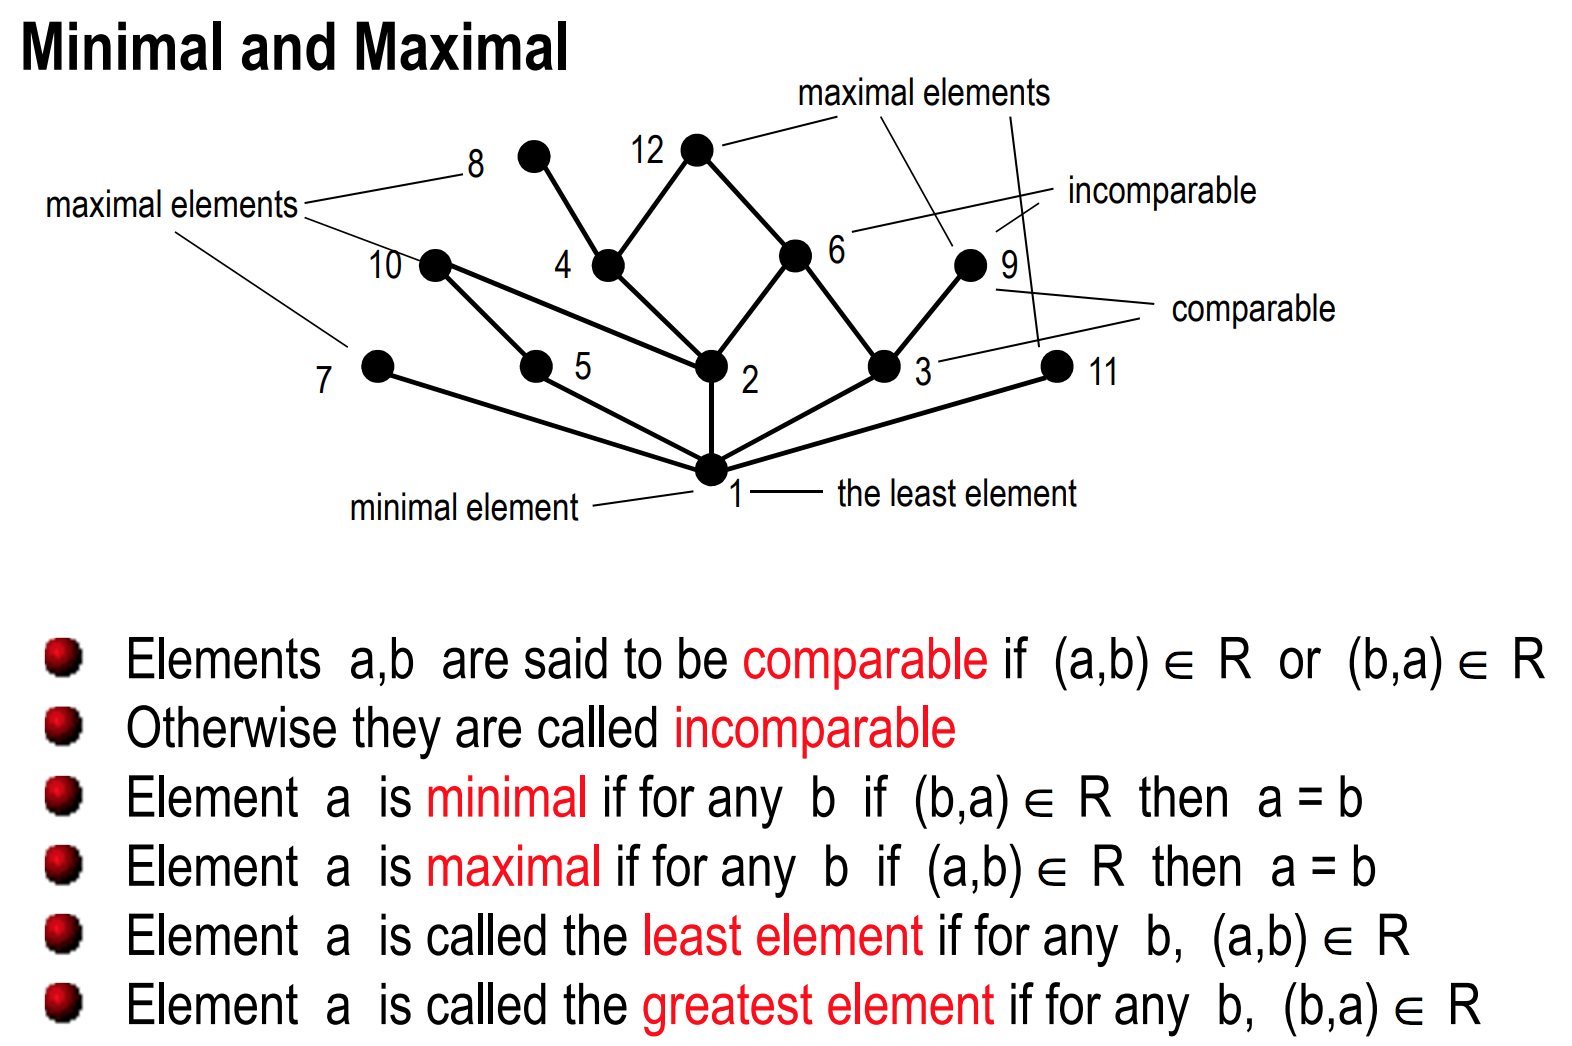 Minimal and Maximal
maximal elements
8
12
maximal elements
incomparable
10
4
6
9
comparable
7
5
2
3
11
minimal element
1
the least element
Elements a,b are said to be comparable if (a,b) ∈ R or (b,a) ∈ R
Otherwise they are called incomparable
Element a is minimal if for any b if (b,a) ∈ R then a = b
Element a is maximal if for any b if (a,b) ∈ R then a = b
Element a is called the least element if for any b, (a,b) ∈ R
Element a is called the greatest element if for any b, (b,a) ∈ R